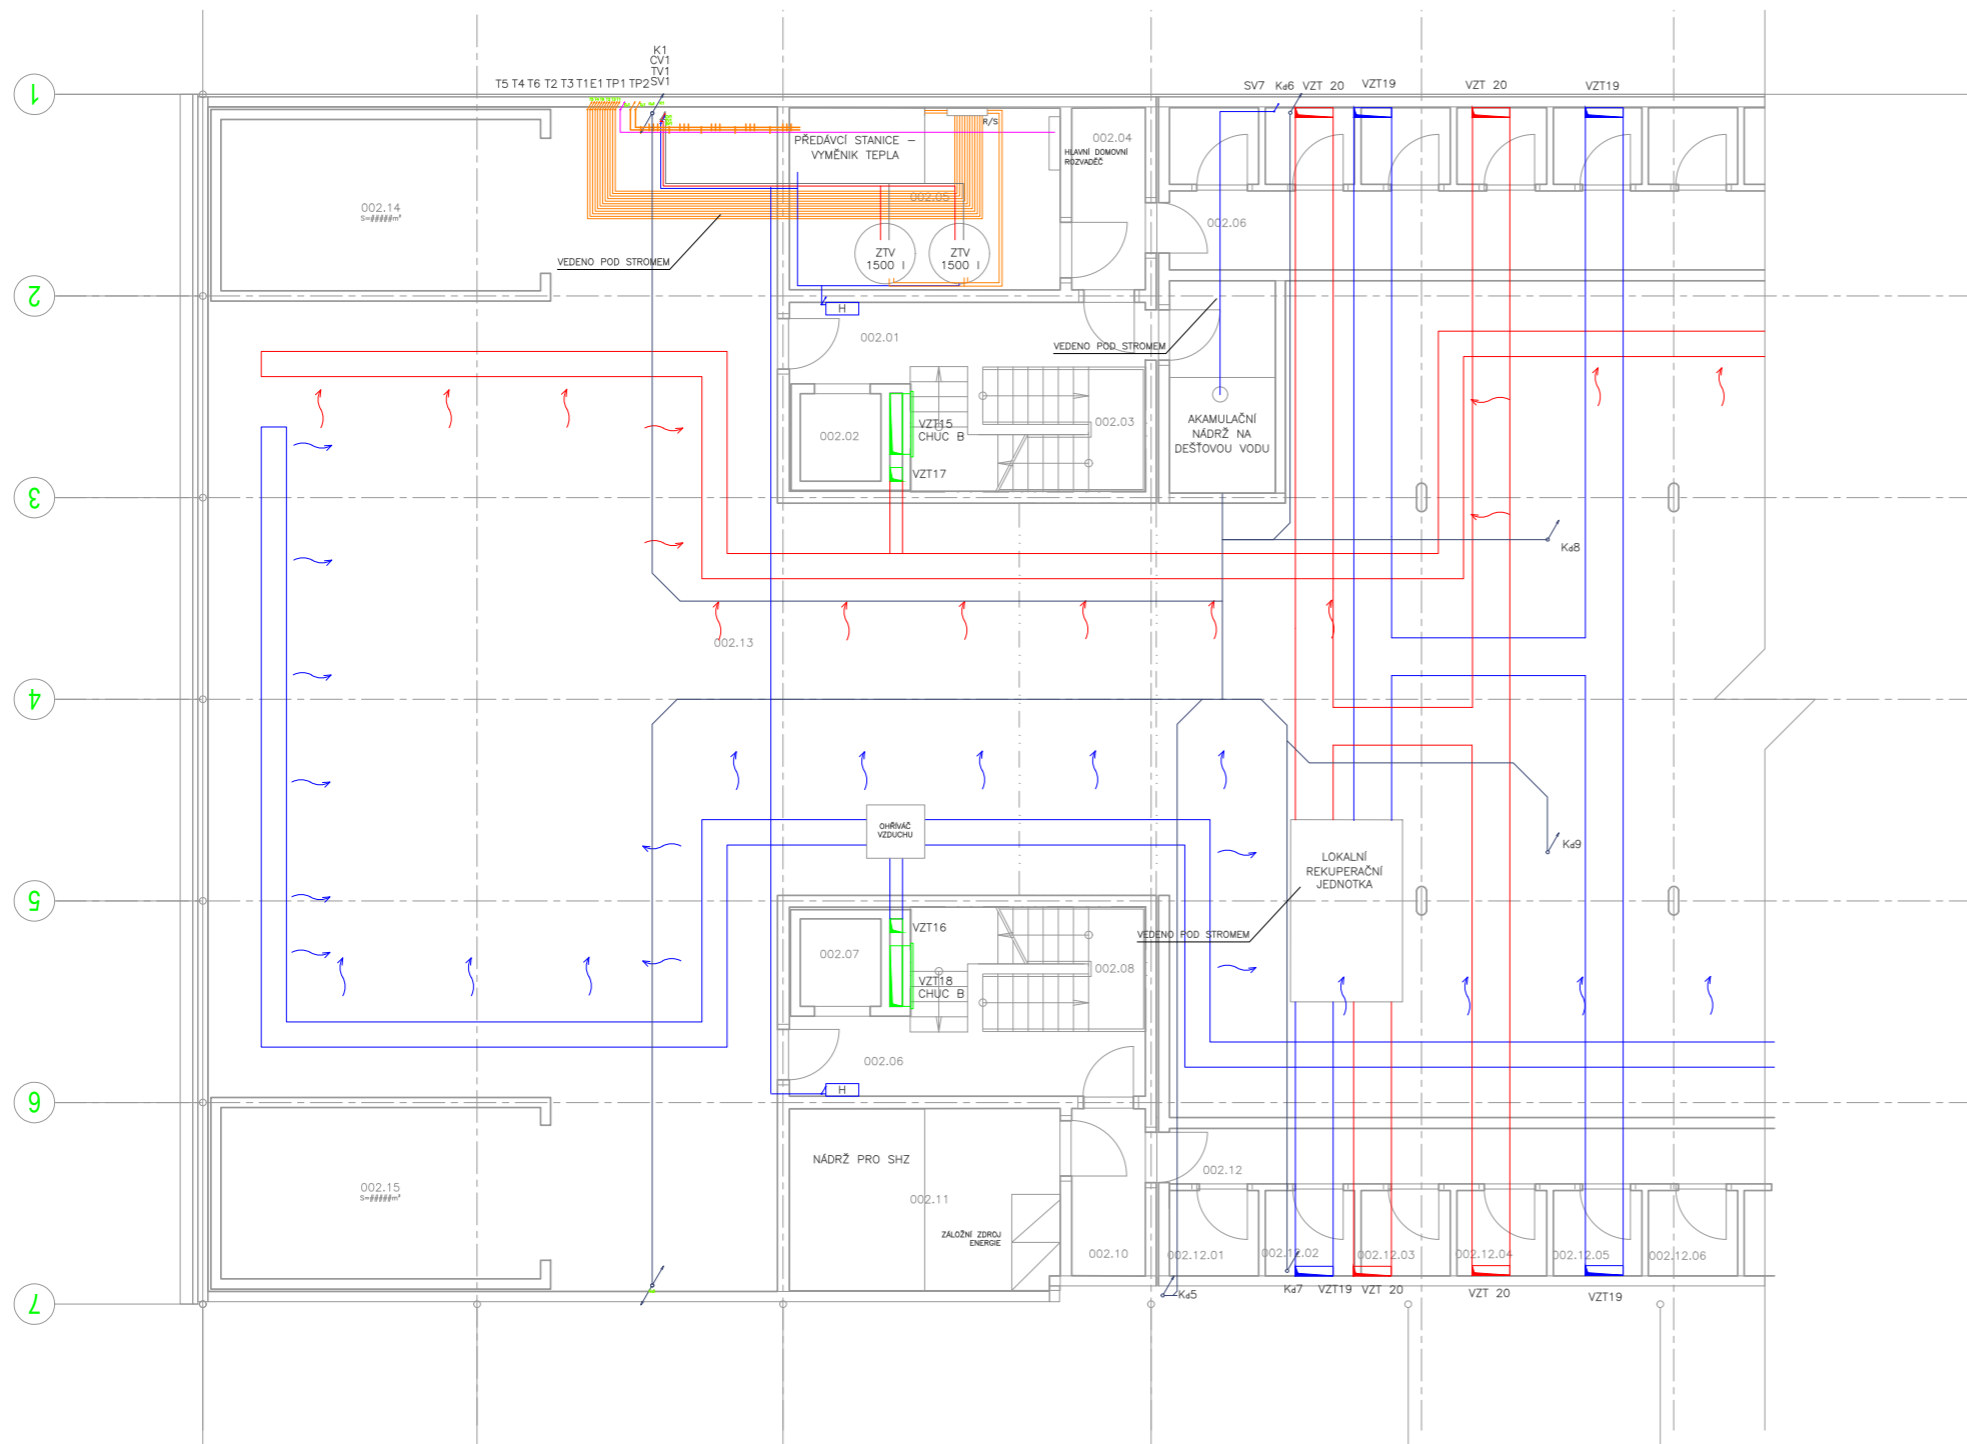 K1
CV1
TV1
SV1
T5 T4 T6 T2 T3 T1 E1 TP1 TP2
SV7 Kd6 VZT 20 VZT19 VZT 20 VZT19
1
R/S
PŘEDÁVCÍ STANICE –
VYMĚNIK TEPLA
002.04
HLAVNÍ DOMOVNÍ
ROZVADĚČ
002.05
002.14
S=#####m²
002.06
ZTV
1500 l
ZTV
1500 l
VEDENO POD STROMEM
2
H
002.01
VEDENO POD STROMEM
002.02
VZT15
CHÚC B
002.03
AKAMULAČNÍ
NÁDRŽ NA
DEŠŤOVOU VODU
VZT17
3
Kd8
002.13
4
OHŘÍVÁČ
VZDUCHU
Kd9
LOKALNÍ
REKUPERAČNÍ
JEDNOTKA
5
VZT16
VEDENO POD STROMEM
002.07
002.08
VZT18
CHÚC B
002.06
H
6
NÁDRŽ PRO SHZ
002.12
002.15
S=#####m²
002.11
ZÁLOŽNÍ ZDROJ
ENERGIE
002.10
002.12.01
002.12.02
002.12.03
002.12.04
002.12.05
002.12.06
Kd5
Kd7 VZT19 VZT 20 VZT 20 VZT19
7